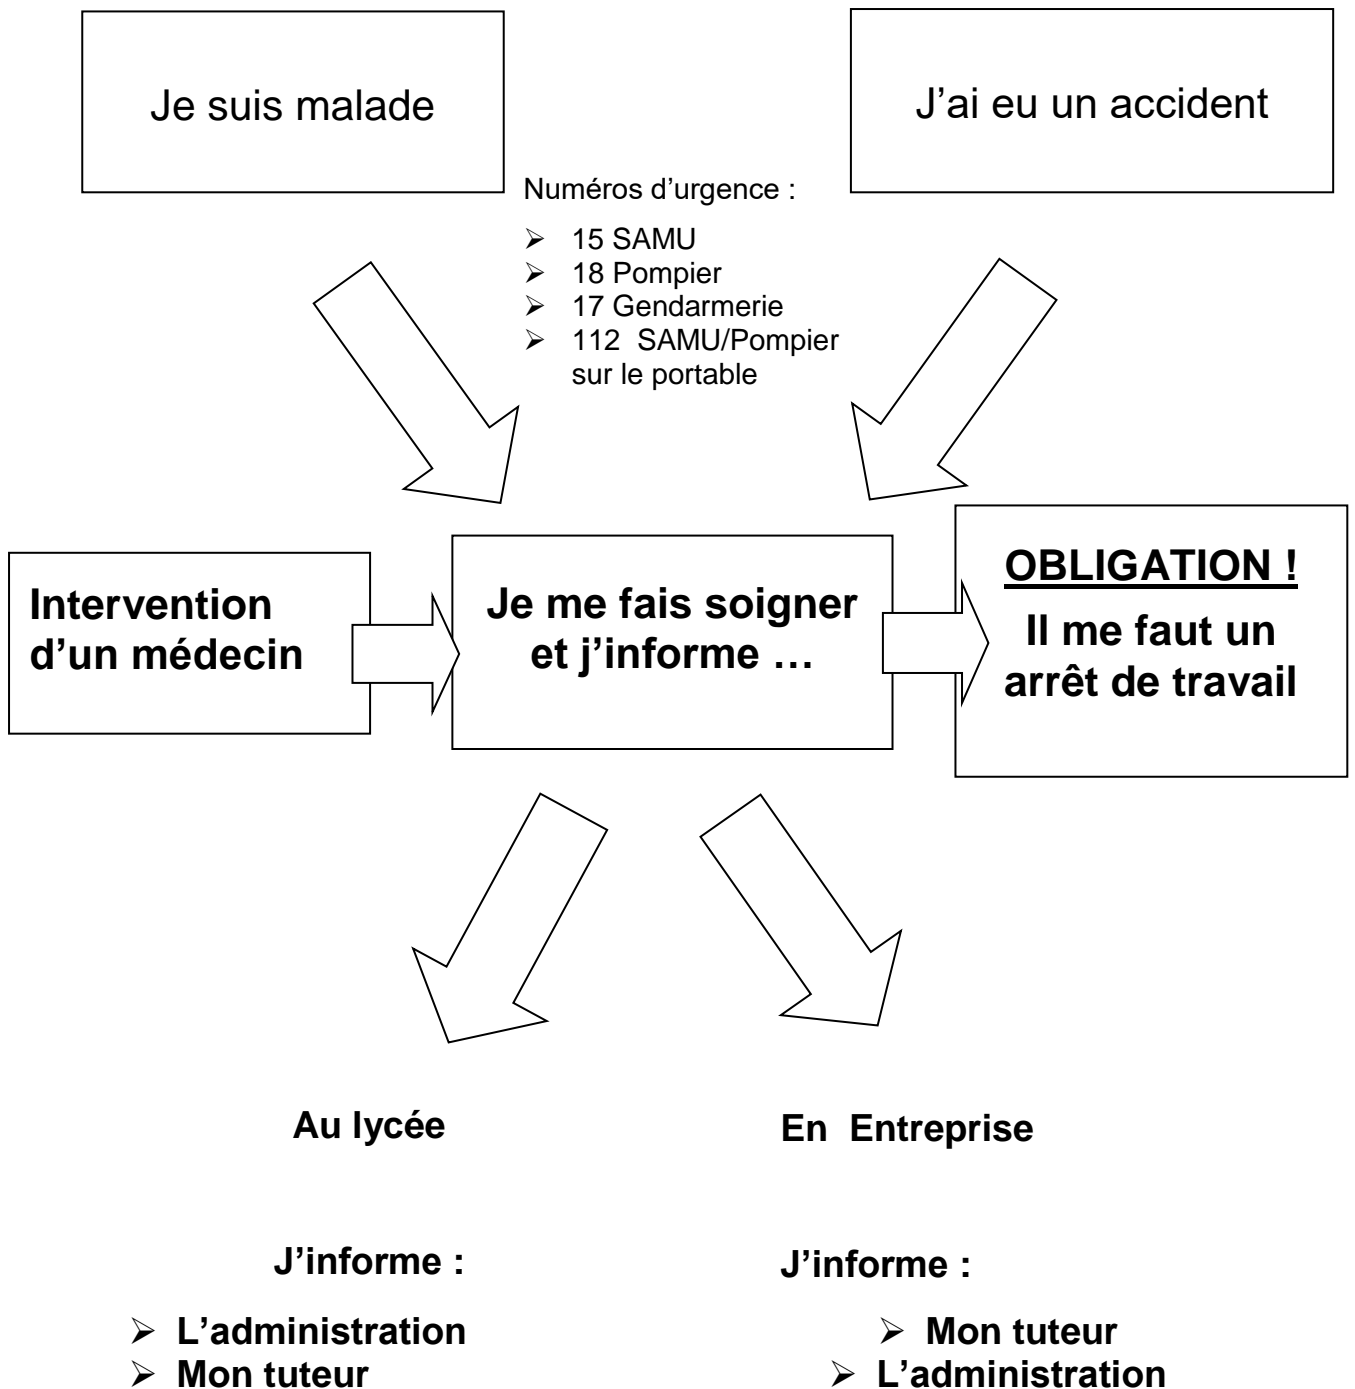 Je suis malade
J’ai eu un accident
Numéros d’urgence :
➢ 15 SAMU
➢ 18 Pompier
➢ 17 Gendarmerie
➢ 112  SAMU/Pompier
sur le portable
Intervention
d’un médecin
Je me fais soigner
et j’informe …
OBLIGATION !
Il me faut un
arrêt de travail
Au lycée
En  Entreprise
J’informe :
J’informe :
➢ L’administration
➢ Mon tuteur
➢ Mon tuteur
➢ L’administration